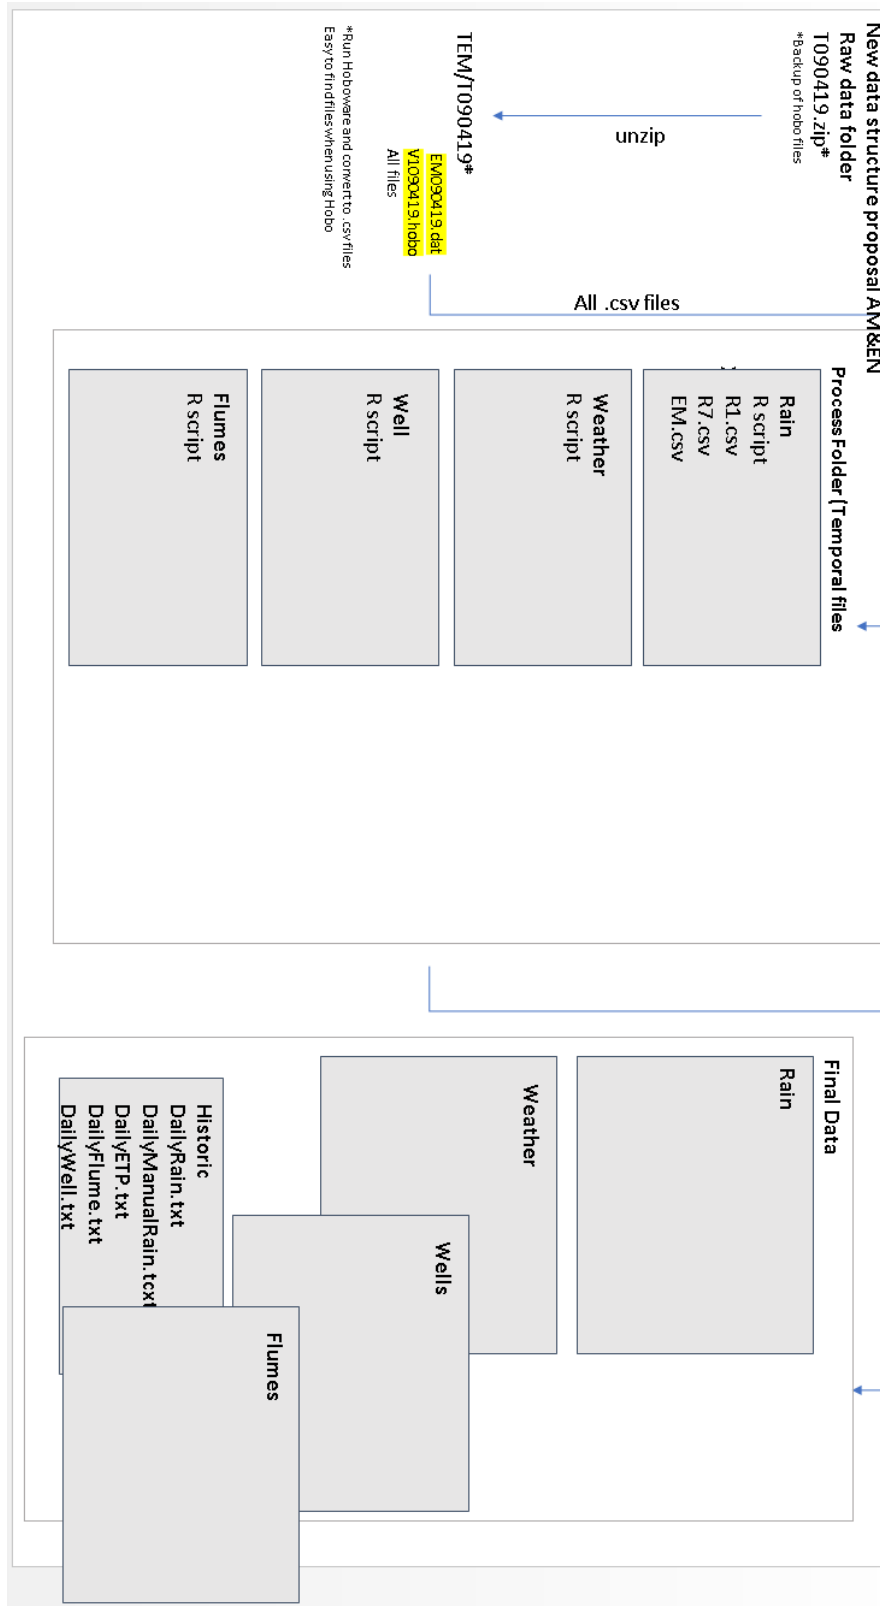 New data structure proposal AM&EN
Raw data folder
T090419.zip*
*Backup of hobo files
unzip
TEM/T090419*
EM090419.dat
V1090419.hobo
All files
*Run Hoboware and convert to .csv files
Easy to find files when using Hobo
All .csv files
Process Folder (Temporal files
Rain
R script
R1.csv
R7.csv
EM.csv
Weather
R script
Well
R script
Flumes
R script
Final Data
Rain
Weather
Wells
Flumes
Historic
DailyRain.txt
DailyManualRain.tcxt
DailyETP.txt
DailyFlume.txt
DailyWell.txt